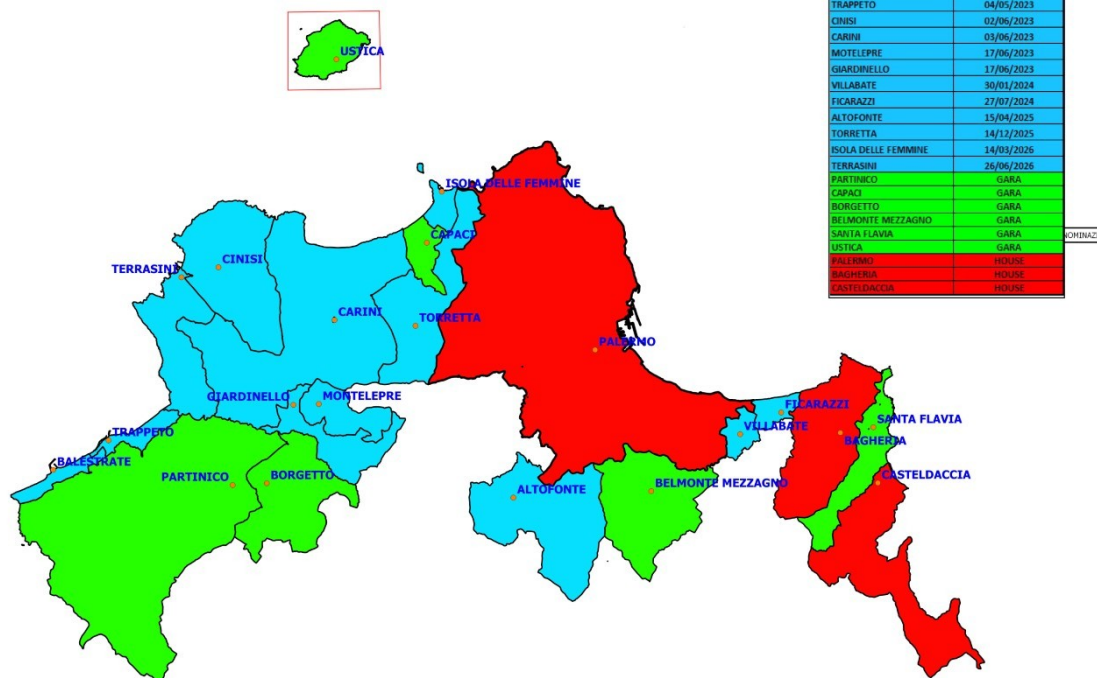 TRAPPETO 04/05/2023
CINISI 02/06/2023
CARINI 03/06/2023
MOTELEPRE 17/06/2023
GIARDINELLO 17/06/2023
VILLABATE 30/01/2024
FICARAZZI 27/07/2024
ALTOFONTE 15/04/2025
TORRETTA 14/12/2025
ISOLA DELLE FEMMINE 14/03/2026
TERRASINI 26/06/2026
PARTINICO GARA
CAPACI GARA
BORGETTO GARA
BELMONTE MEZZAGNO GARA
SANTA FLAVIA GARA
USTICA GARA
PALERMO HOUSE
BAGHERIA HOUSE
CASTELDACCIA HOUSE
USTICA
ISOLA DELLE FEMMINE
CAPACI
CINISI
TERRASINI
CARINI
TORRETTA
PALERMO
GIARDINELLO
MONTELEPRE
FICARAZZI
SANTA FLAVIA
VILLABATE
BAGHERIA
TRAPPETO
BALESTRATE
PARTINICO
BORGETTO
CASTELDACCIA
BELMONTE MEZZAGNO
ALTOFONTE